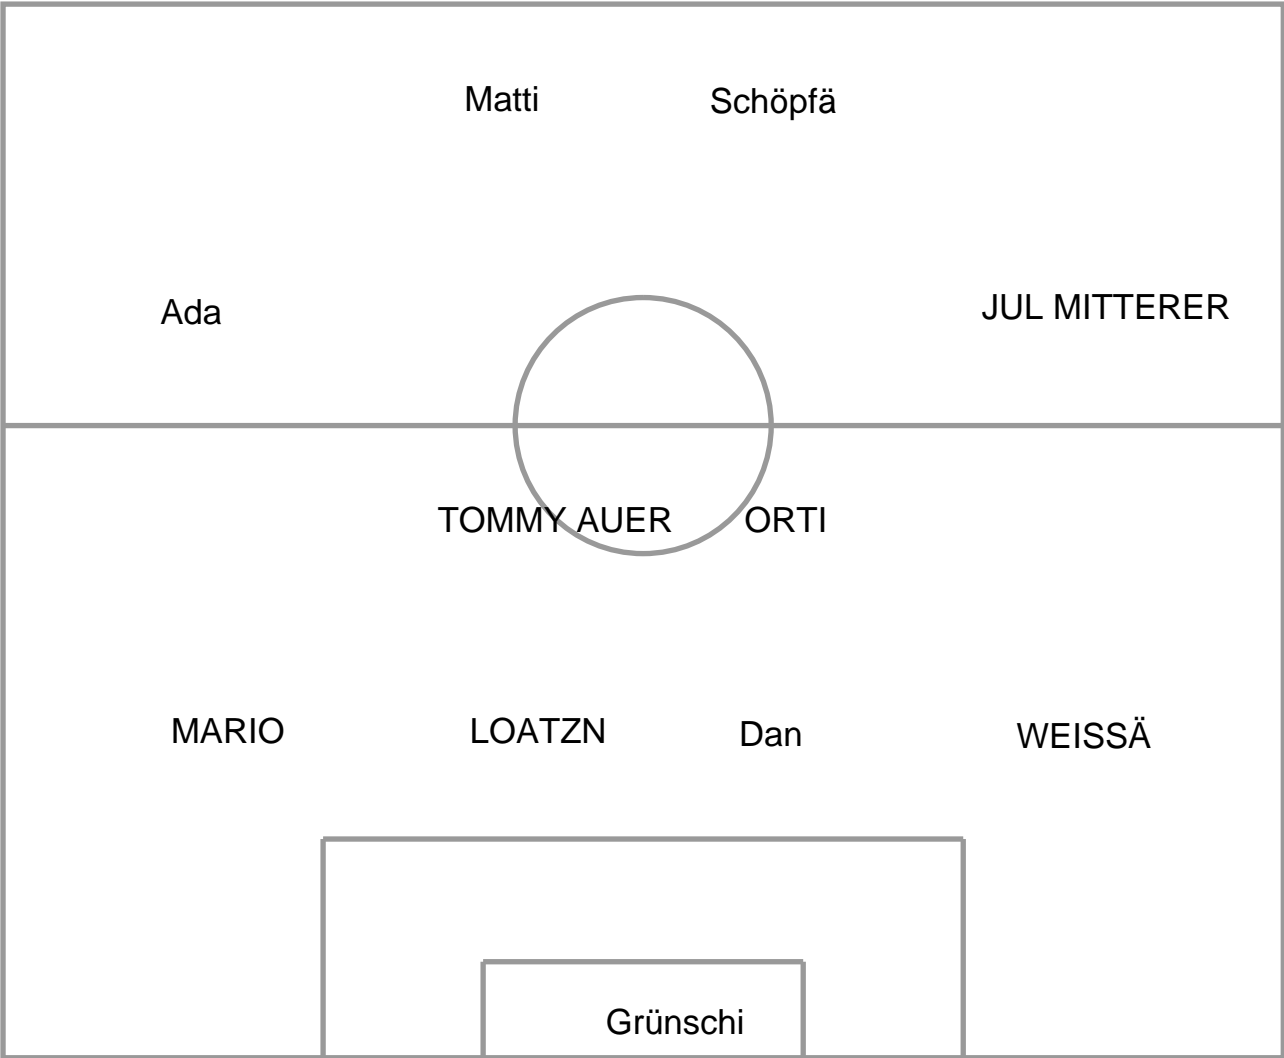 Matti Schöpfä
Ada JUL MITTERER
TOMMY AUER ORTI
MARIO LOATZN Dan WEISSÄ
Grünschi